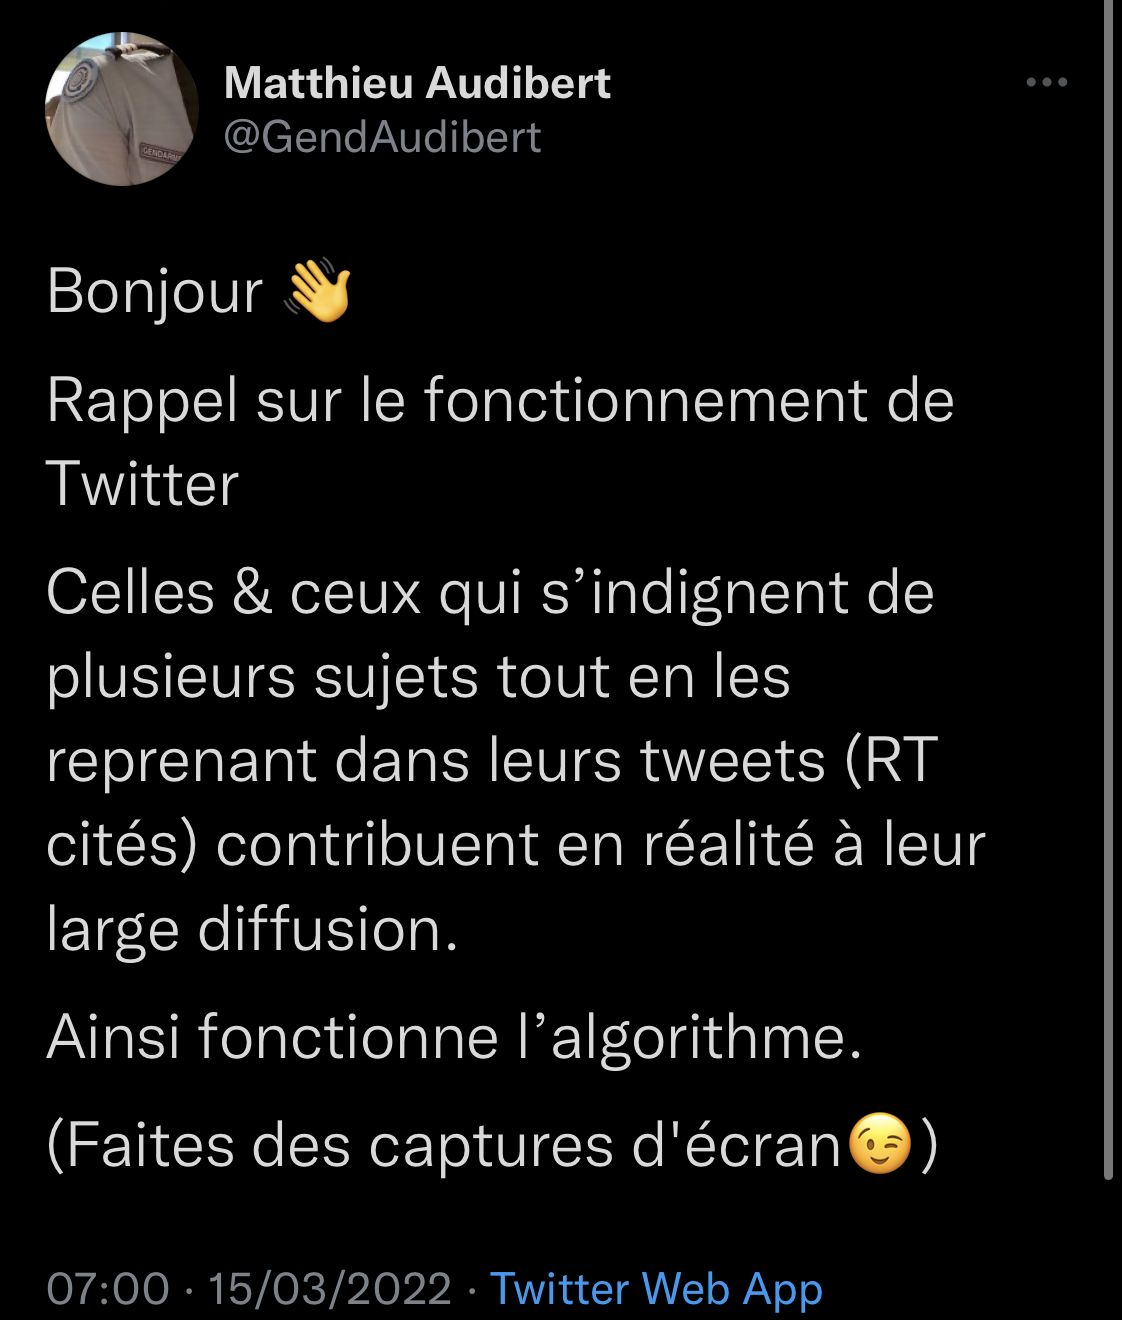 Matthieu Audibert
@GendAudibert
Bonjour 👋
Rappel sur le fonctionnement de
Twitter
Celles & ceux qui s’indignent de
plusieurs sujets tout en les
reprenant dans leurs tweets (RT
cités) contribuent en réalité à leur
large diffusion.
Ainsi fonctionne l’algorithme.
(Faites des captures d'écran😉)
07:00 · 15/03/2022 · Twitter Web App